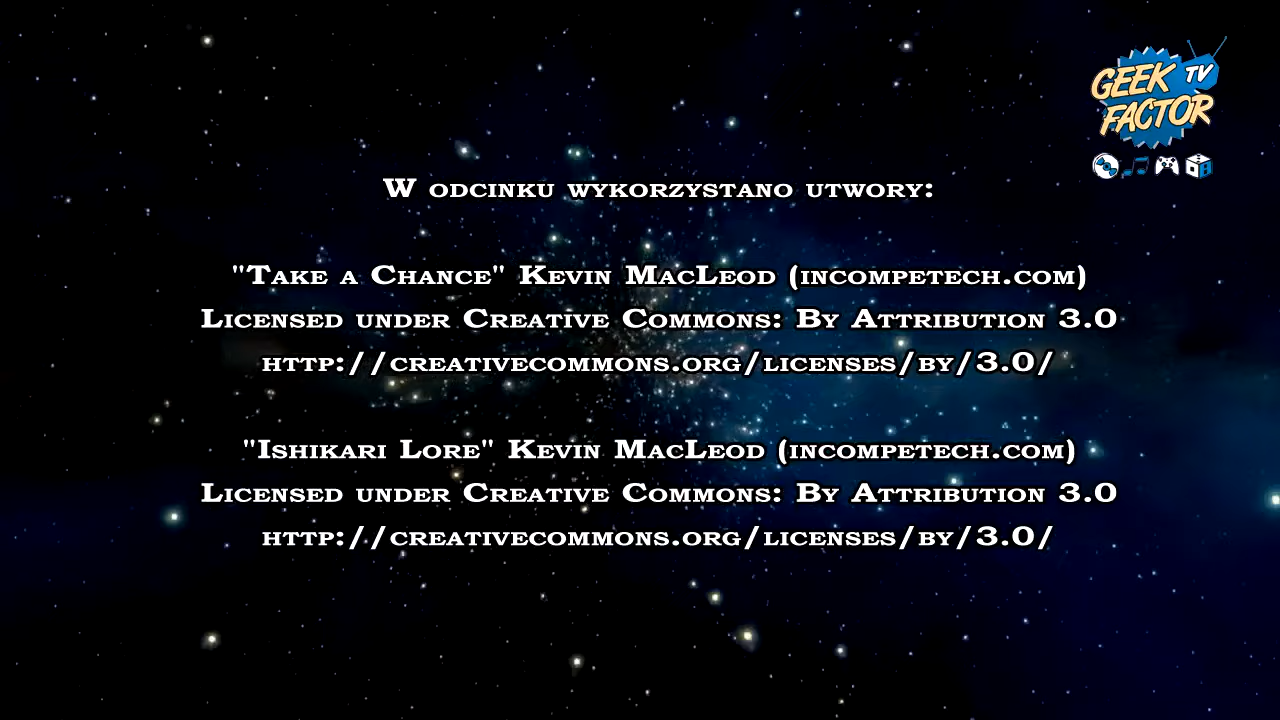 GEEK TV
FACTOR
W odcinku wykorzystano utwory:
"Take a Chance" Kevin MacLeod (incompetech.com)
Licensed under Creative Commons: By Attribution 3.0
http://creativecommons.org/licenses/by/3.0/
"Ishikari Lore" Kevin MacLeod (incompetech.com)
Licensed under Creative Commons: By Attribution 3.0
http://creativecommons.org/licenses/by/3.0/